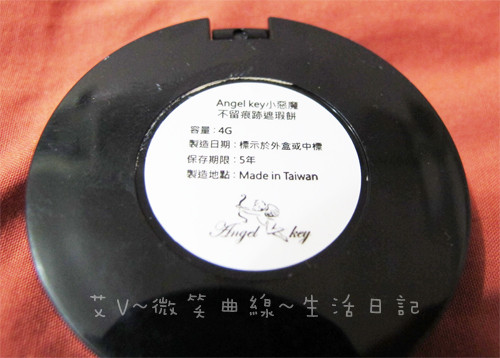 Angel key小惡魔
不留痕跡遮瑕餅
容量：4G
製造日期：標示於外盒或中標
保存期限：5年
製造地點：Made in Taiwan
Angel key
艾V~微笑曲線~生活日記